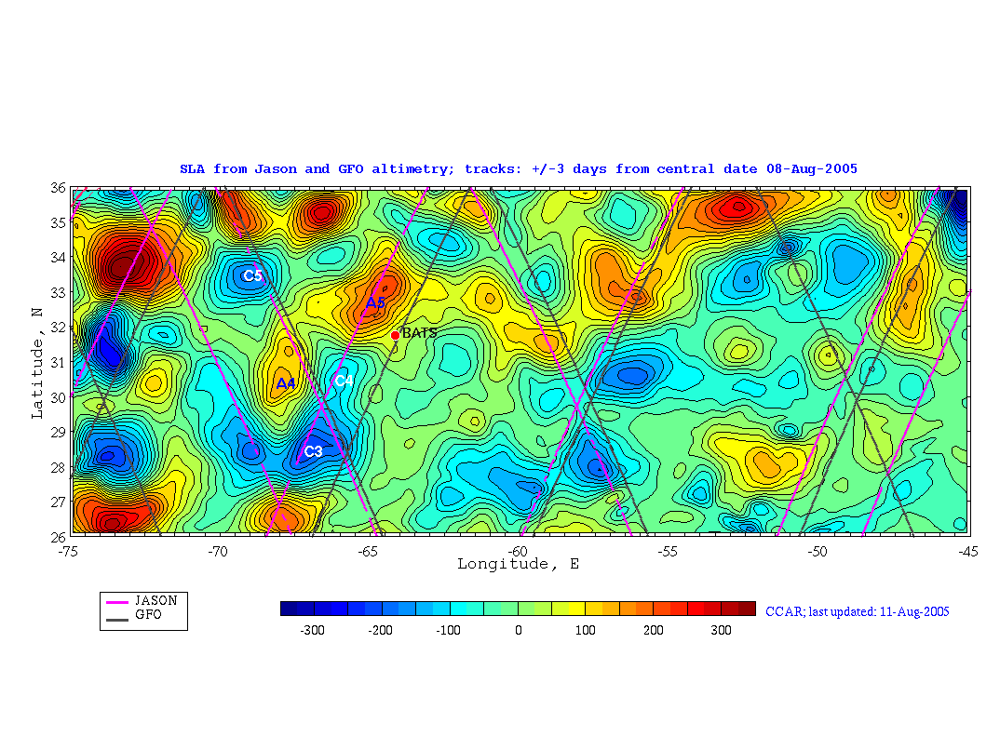 SLA from Jason and GFO altimetry; tracks: +/-3 days from central date 08-Aug-2005
36
35
34
33
32
31
30
29
28
27
26
Latitude, N
C5
A5
BATS
A4
C4
C3
-75 -70 -65 -60 -55 -50 -45
Longitude, E
JASON
GFO
-300 -200 -100 0 100 200 300
CCAR; last updated: 11-Aug-2005